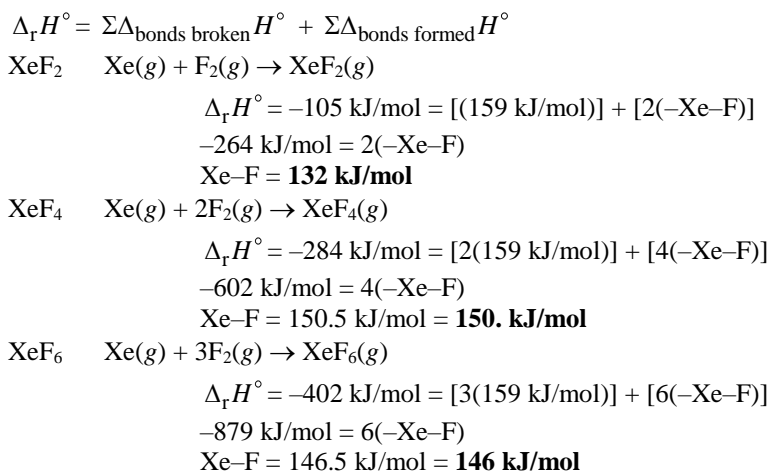 ΔrH° = ΣΔbonds brokenH° + ΣΔbonds formedH°
XeF2 Xe(g) + F2(g) → XeF2(g)
ΔrH° = –105 kJ/mol = [(159 kJ/mol)] + [2(–Xe–F)]
–264 kJ/mol = 2(–Xe–F)
Xe–F = 132 kJ/mol
XeF4 Xe(g) + 2F2(g) → XeF4(g)
ΔrH° = –284 kJ/mol = [2(159 kJ/mol)] + [4(–Xe–F)]
–602 kJ/mol = 4(–Xe–F)
Xe–F = 150.5 kJ/mol = 150. kJ/mol
XeF6 Xe(g) + 3F2(g) → XeF6(g)
ΔrH° = –402 kJ/mol = [3(159 kJ/mol)] + [6(–Xe–F)]
–879 kJ/mol = 6(–Xe–F)
Xe–F = 146.5 kJ/mol = 146 kJ/mol